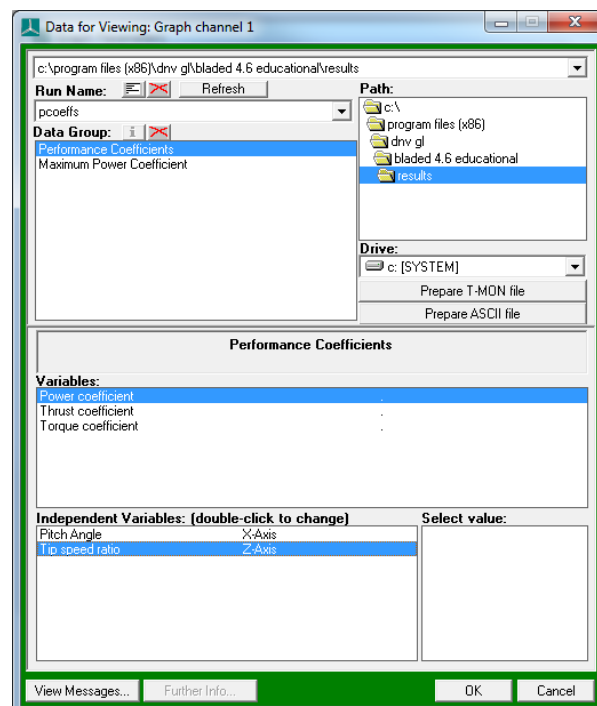 Data for Viewing: Graph channel 1
c:\program files (x86)\dnv gl\bladed 4.6 educational\results
Run Name: Refresh
pcoeffs
Data Group: i
Performance Coefficients
Maximum Power Coefficient
Path:
c:\
program files (x86)
dnv gl
bladed 4.6 educational
results
Drive:
c: [SYSTEM]
Prepare T-MON file
Prepare ASCII file
Performance Coefficients
Variables:
Power coefficient .
Thrust coefficient .
Torque coefficient .
Independent Variables: (double-click to change)
Pitch Angle X-Axis
Tip speed ratio Z-Axis
Select value:
View Messages... Further Info... OK Cancel